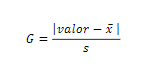 G = |valor − x̄| / s